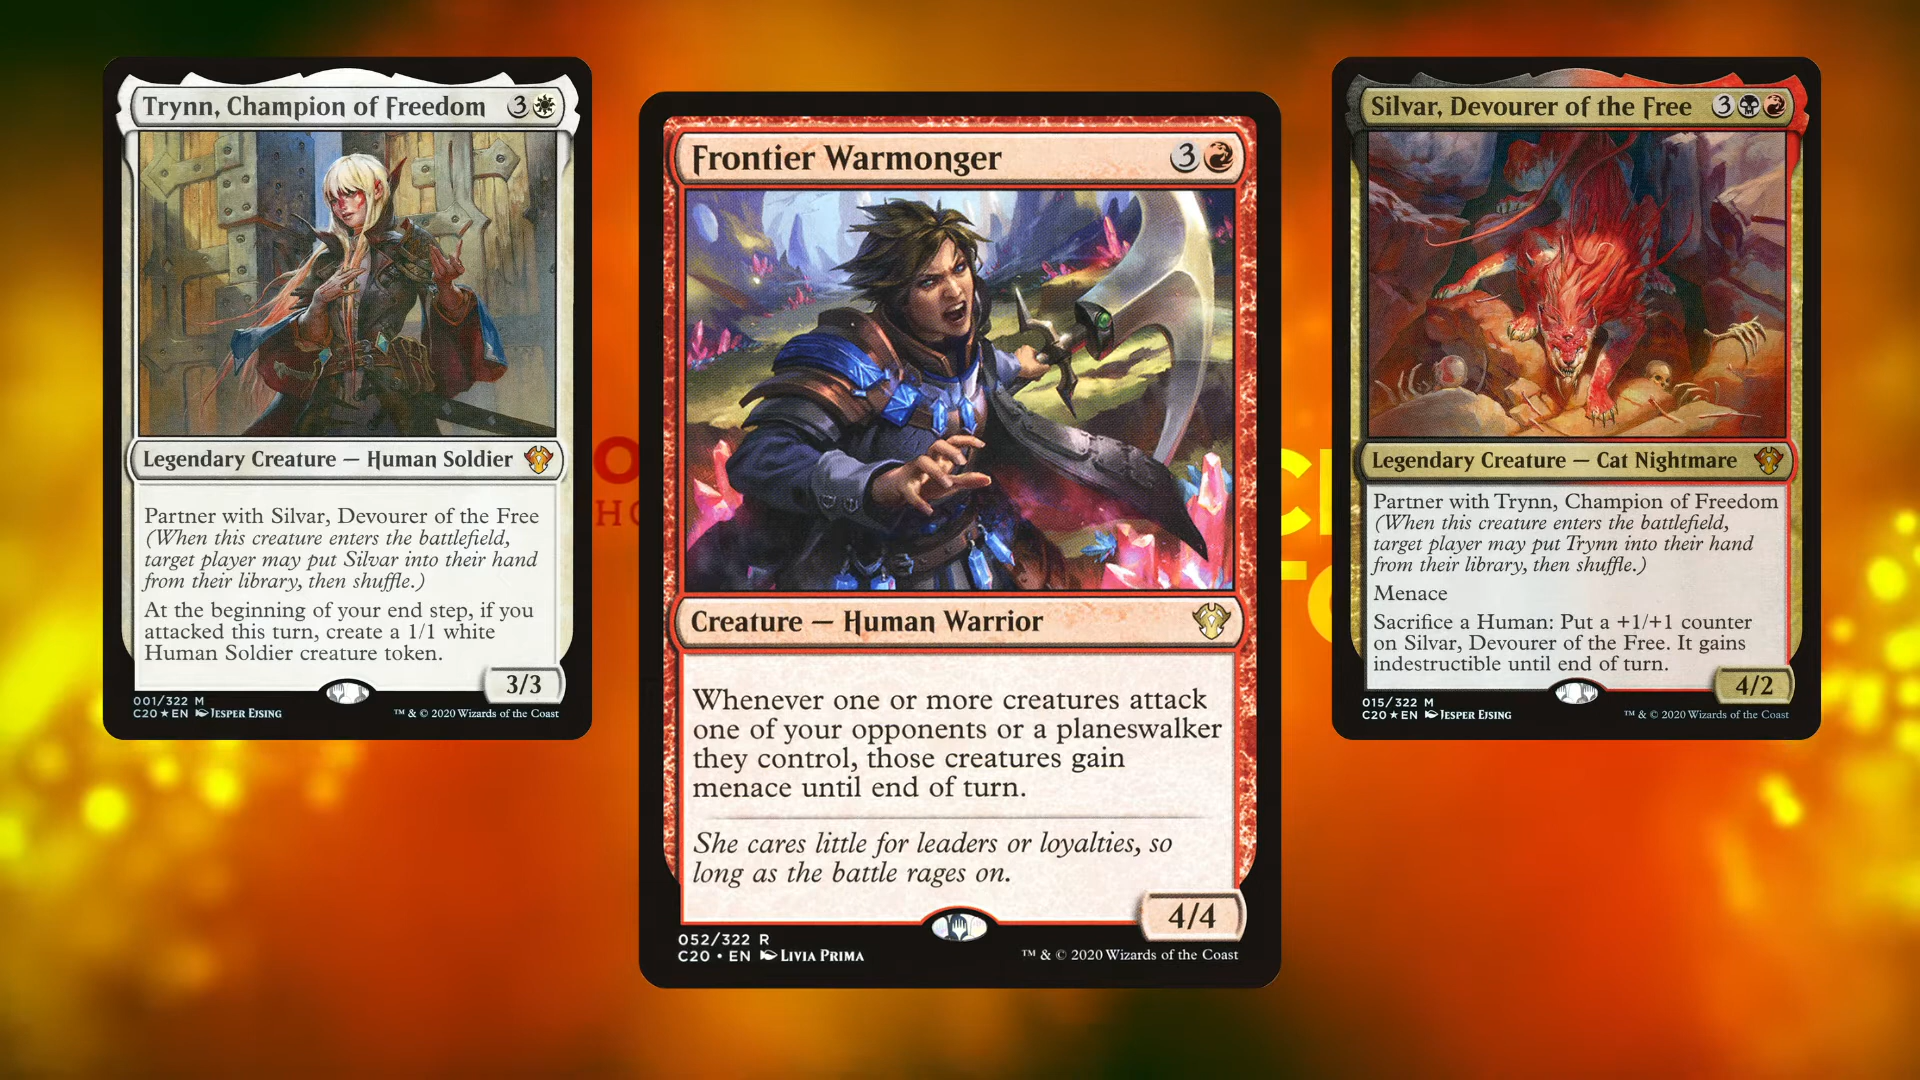 Trynn, Champion of Freedom 3
Legendary Creature — Human Soldier
Partner with Silvar, Devourer of the Free
(When this creature enters the battlefield,
target player may put Silvar into their hand
from their library, then shuffle.)
At the beginning of your end step, if you
attacked this turn, create a 1/1 white
Human Soldier creature token.
3/3
001/322 M
C20★EN JESPER EJSING
™ & © 2020 Wizards of the Coast
Frontier Warmonger 3
Creature — Human Warrior
Whenever one or more creatures attack
one of your opponents or a planeswalker
they control, those creatures gain
menace until end of turn.
She cares little for leaders or loyalties, so
long as the battle rages on.
4/4
052/322 R
C20 • EN LIVIA PRIMA
™ & © 2020 Wizards of the Coast
Silvar, Devourer of the Free 3
Legendary Creature — Cat Nightmare
Partner with Trynn, Champion of Freedom
(When this creature enters the battlefield,
target player may put Trynn into their hand
from their library, then shuffle.)
Menace
Sacrifice a Human: Put a +1/+1 counter
on Silvar, Devourer of the Free. It gains
indestructible until end of turn.
4/2
015/322 M
C20★EN JESPER EJSING
™ & © 2020 Wizards of the Coast